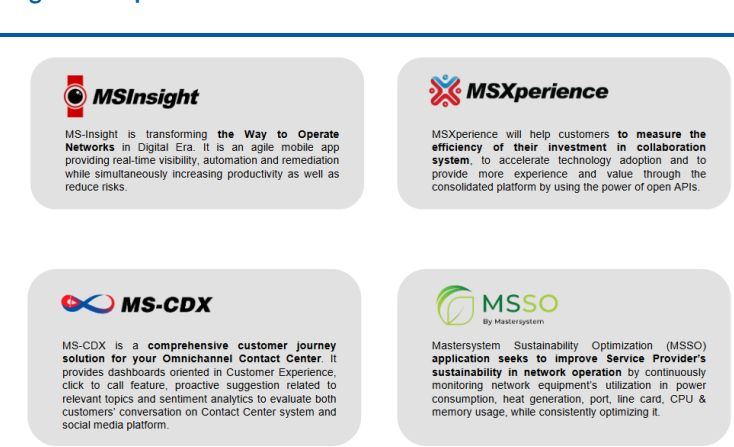 MSInsight
MS-Insight is transforming the Way to Operate
Networks in Digital Era. It is an agile mobile app
providing real-time visibility, automation and remediation
while simultaneously increasing productivity as well as
reduce risks.
MSXperience
MSXperience will help customers to measure the
efficiency of their investment in collaboration
system, to accelerate technology adoption and to
provide more experience and value through the
consolidated platform by using the power of open APIs.
MS-CDX
MS-CDX is a comprehensive customer journey
solution for your Omnichannel Contact Center. It
provides dashboards oriented in Customer Experience,
click to call feature, proactive suggestion related to
relevant topics and sentiment analytics to evaluate both
customers' conversation on Contact Center system and
social media platform.
MSSO
By Mastersystem
Mastersystem Sustainability Optimization (MSSO)
application seeks to improve Service Provider's
sustainability in network operation by continuously
monitoring network equipment's utilization in power
consumption, heat generation, port, line card, CPU &
memory usage, while consistently optimizing it.